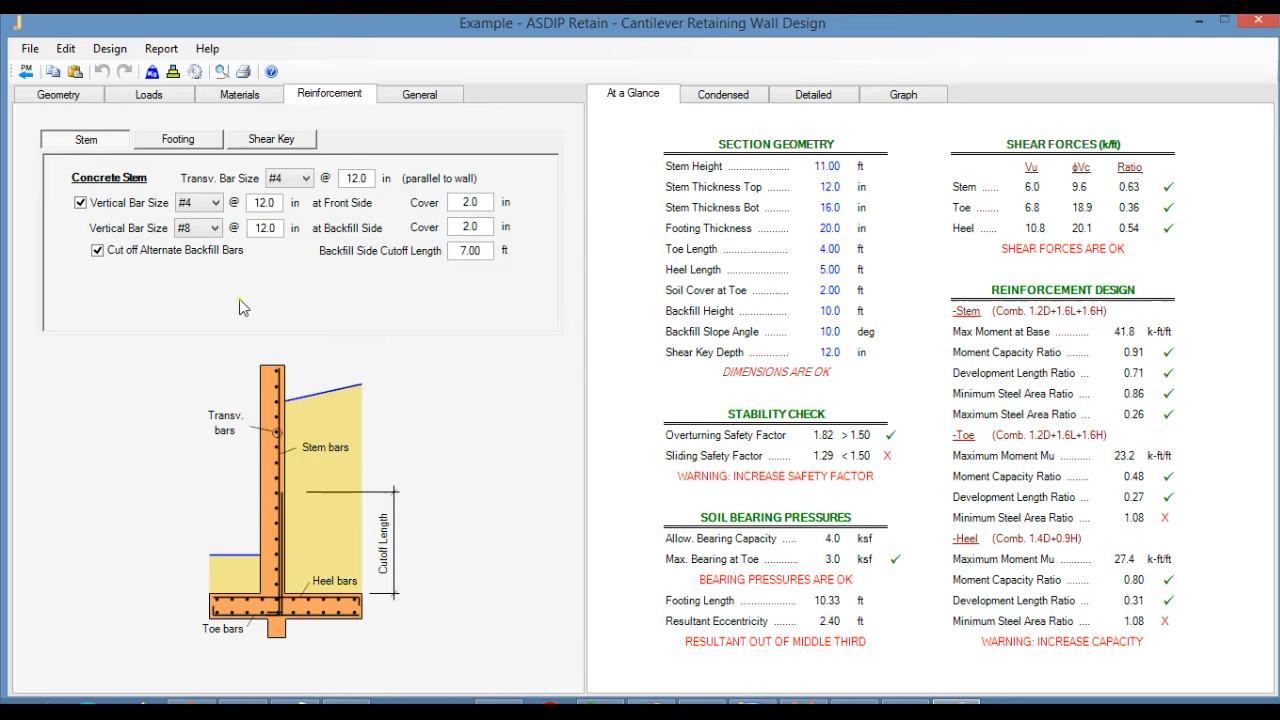 Example - ASDIP Retain - Cantilever Retaining Wall Design
File Edit Design Report Help
Geometry Loads Materials Reinforcement General
Stem Footing Shear Key
Concrete Stem Transv. Bar Size #4 @ 12.0 in (parallel to wall)
Vertical Bar Size #4 @ 12.0 in at Front Side Cover 2.0 in
Vertical Bar Size #8 @ 12.0 in at Backfill Side Cover 2.0 in
Cut off Alternate Backfill Bars Backfill Side Cutoff Length 7.00 ft
Transv.
bars
Stem bars
Cutoff Length
Heel bars
Toe bars
At a Glance Condensed Detailed Graph
SECTION GEOMETRY
Stem Height 11.00 ft
Stem Thickness Top ....... 12.0 in
Stem Thickness Bot ....... 16.0 in
Footing Thickness ......... 20.0 in
Toe Length ................... 4.00 ft
Heel Length .................. 5.00 ft
Soil Cover at Toe .......... 2.00 ft
Backfill Height ............... 10.0 ft
Backfill Slope Angle ...... 10.0 deg
Shear Key Depth .......... 12.0 in
DIMENSIONS ARE OK
STABILITY CHECK
Overturning Safety Factor 1.82 > 1.50 ✓
Sliding Safety Factor ........ 1.29 < 1.50 X
WARNING: INCREASE SAFETY FACTOR
SOIL BEARING PRESSURES
Allow. Bearing Capacity ..... 4.0 ksf
Max. Bearing at Toe .... 3.0 ksf ✓
BEARING PRESSURES ARE OK
Footing Length ............. 10.33 ft
Resultant Eccentricity ...... 2.40 ft
RESULTANT OUT OF MIDDLE THIRD
SHEAR FORCES (k/ft)
Vu ϕVc Ratio
Stem ...... 6.0 9.6 0.63 ✓
Toe ...... 6.8 18.9 0.36 ✓
Heel ..... 10.8 20.1 0.54 ✓
SHEAR FORCES ARE OK
REINFORCEMENT DESIGN
-Stem (Comb. 1.2D+1.6L+1.6H)
Max Moment at Base ........... 41.8 k-ft/ft
Moment Capacity Ratio ........ 0.91 ✓
Development Length Ratio ... 0.71 ✓
Minimum Steel Area Ratio .... 0.86 ✓
Maximum Steel Area Ratio ... 0.26 ✓
-Toe (Comb. 1.2D+1.6L+1.6H)
Maximum Moment Mu ........... 23.2 k-ft/ft
Moment Capacity Ratio ........ 0.48 ✓
Development Length Ratio ... 0.27 ✓
Minimum Steel Area Ratio .... 1.08 X
-Heel (Comb. 1.4D+0.9H)
Maximum Moment Mu ........... 27.4 k-ft/ft
Moment Capacity Ratio ........ 0.80 ✓
Development Length Ratio ... 0.31 ✓
Minimum Steel Area Ratio .... 1.08 X
WARNING: INCREASE CAPACITY